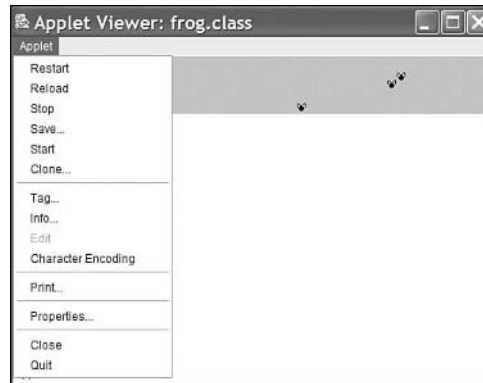 Applet Viewer: frog.class
Applet
Restart
Reload
Stop
Save...
Start
Clone...
Tag...
Info...
Edit
Character Encoding
Print...
Properties...
Close
Quit